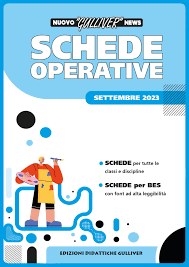 NUOVO "GULLIVER" NEWS
SCHEDE
OPERATIVE
SETTEMBRE 2023
SCHEDE per tutte le
classi e discipline
SCHEDE per BES
con font ad alta leggibilità
EDIZIONI DIDATTICHE GULLIVER